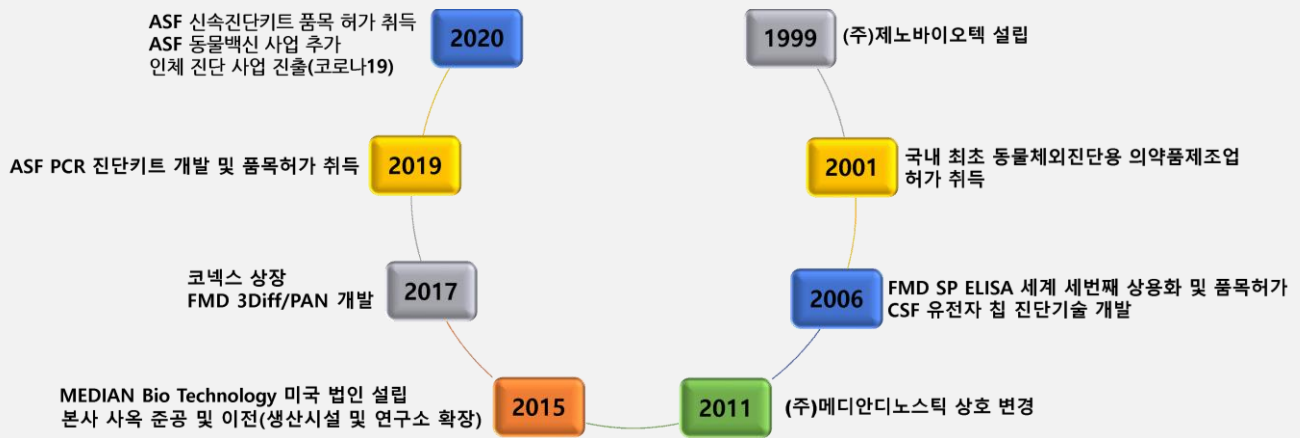 1999
(주)제노바이오텍 설립
2001
국내 최초 동물체외진단용 의약품제조업
허가 취득
2006
FMD SP ELISA 세계 세번째 상용화 및 품목허가
CSF 유전자 칩 진단기술 개발
2011
(주)메디안디노스틱 상호 변경
2015
MEDIAN Bio Technology 미국 법인 설립
본사 사옥 준공 및 이전(생산시설 및 연구소 확장)
2017
코넥스 상장
FMD 3Diff/PAN 개발
2019
ASF PCR 진단키트 개발 및 품목허가 취득
2020
ASF 신속진단키트 품목 허가 취득
ASF 동물백신 사업 추가
인체 진단 사업 진출(코로나19)